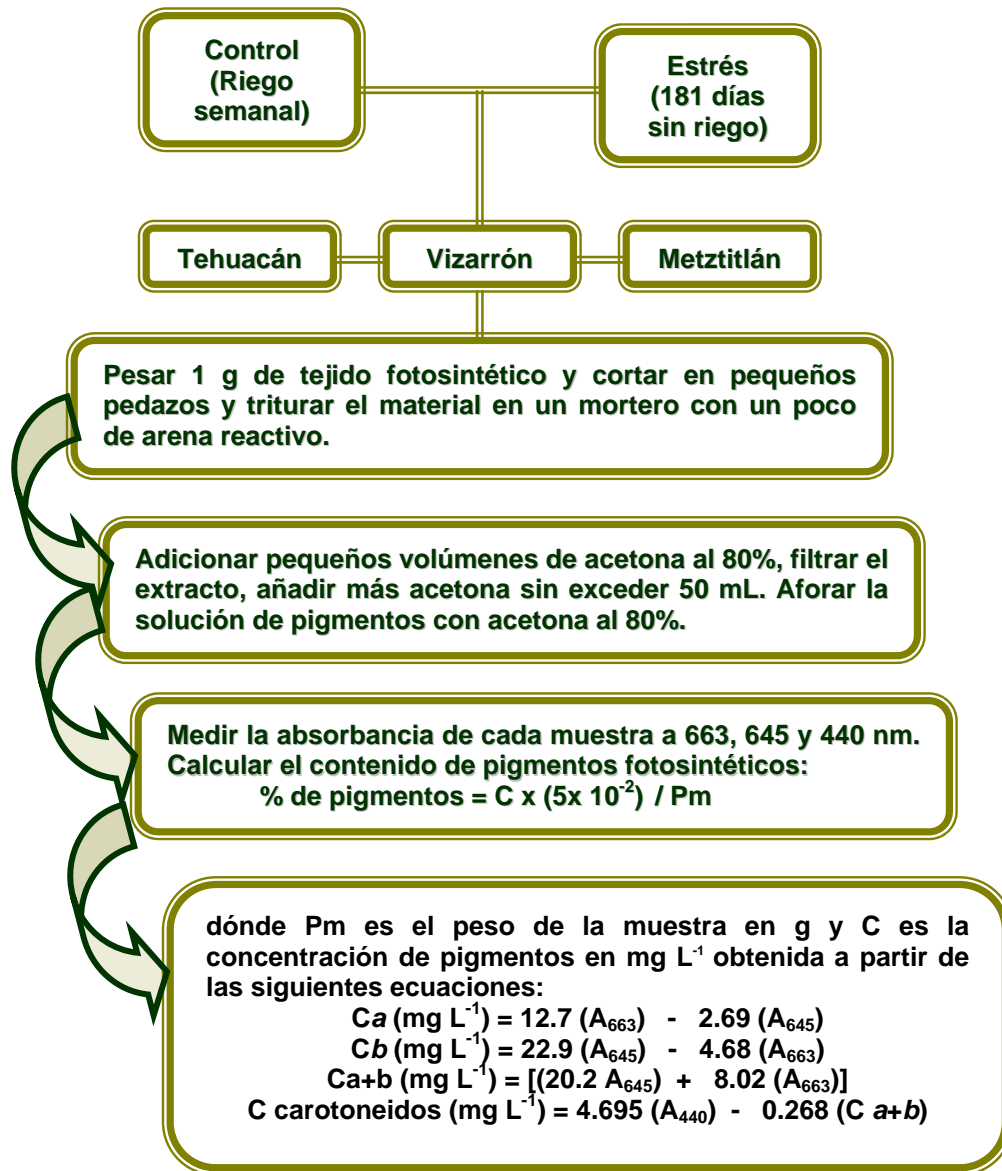 Control
(Riego
semanal)
Estrés
(181 días
sin riego)
Tehuacán
Vizarrón
Metztitlán
Pesar 1 g de tejido fotosintético y cortar en pequeños
pedazos y triturar el material en un mortero con un poco
de arena reactivo.
Adicionar pequeños volúmenes de acetona al 80%, filtrar el
extracto, añadir más acetona sin exceder 50 mL. Aforar la
solución de pigmentos con acetona al 80%.
Medir la absorbancia de cada muestra a 663, 645 y 440 nm.
Calcular el contenido de pigmentos fotosintéticos:
% de pigmentos = C x (5x 10⁻²) / Pm
dónde Pm es el peso de la muestra en g y C es la
concentración de pigmentos en mg L⁻¹ obtenida a partir de
las siguientes ecuaciones:
Ca (mg L⁻¹) = 12.7 (A₆₆₃) - 2.69 (A₆₄₅)
Cb (mg L⁻¹) = 22.9 (A₆₄₅) - 4.68 (A₆₆₃)
Ca+b (mg L⁻¹) = [(20.2 A₆₄₅) + 8.02 (A₆₆₃)]
C carotoneidos (mg L⁻¹) = 4.695 (A₄₄₀) - 0.268 (C a+b)